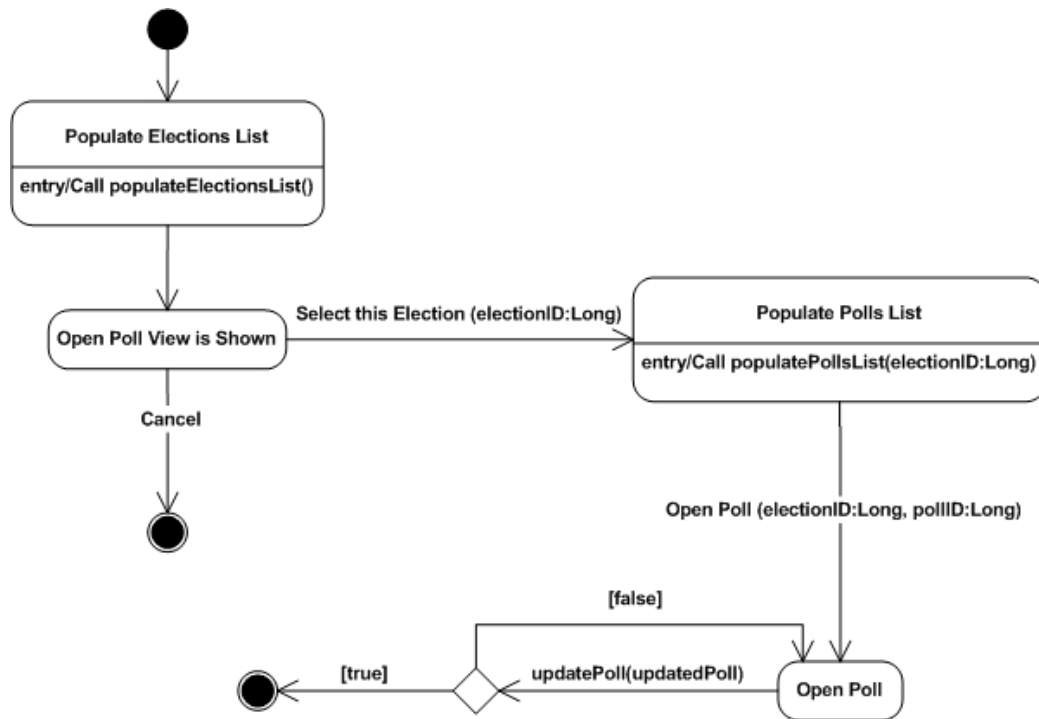 Populate Elections List
entry/Call populateElectionsList()
Open Poll View is Shown
Select this Election (electionID:Long)
Populate Polls List
entry/Call populatePollsList(electionID:Long)
Cancel
Open Poll (electionID:Long, pollID:Long)
[false]
[true]
updatePoll(updatedPoll)
Open Poll